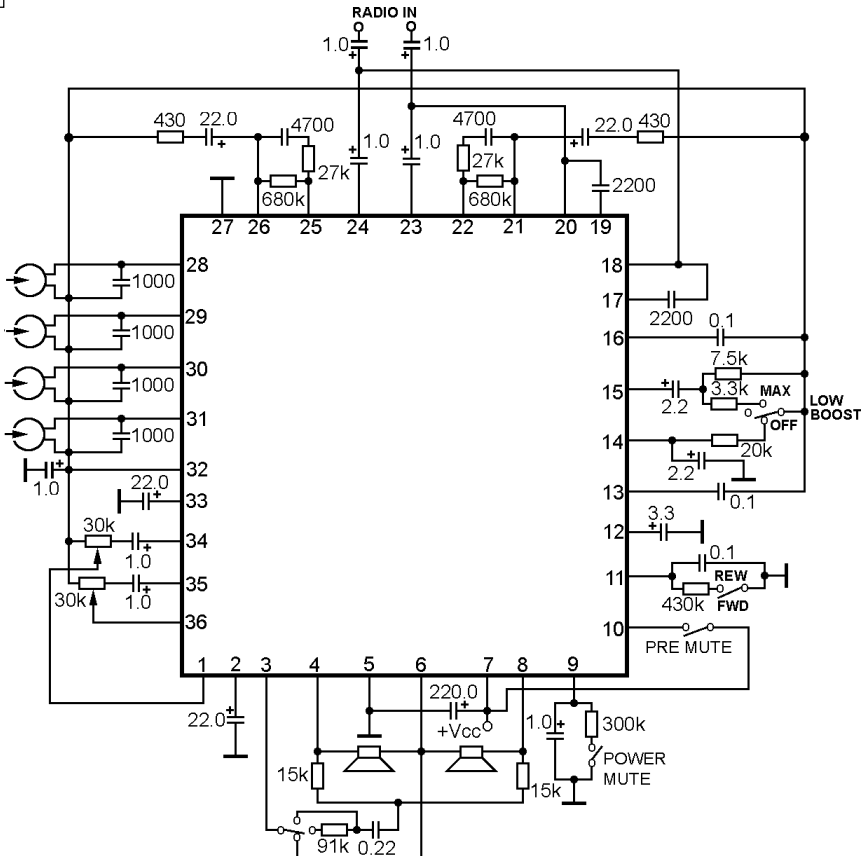 RADIO IN
1.0 1.0
430 22.0 4700 1.0 1.0 4700 22.0 430
27k 27k
680k 680k 2200
27 26 25 24 23 22 21 20 19
28 1000 18
17 2200
29 1000 16 0.1
7.5k
30 1000 15 2.2 3.3k MAX
LOW
BOOST
OFF
31 1000 14 20k
2.2
32 1.0 13 0.1
33 22.0
12 3.3
30k 34 1.0
11 0.1
REW
430k FWD
30k 35 1.0
36 10
PRE MUTE
1 2 3 4 5 6 7 8 9
22.0 220.0
+Vcc
1.0 300k
POWER
MUTE
15k 15k
91k 0.22